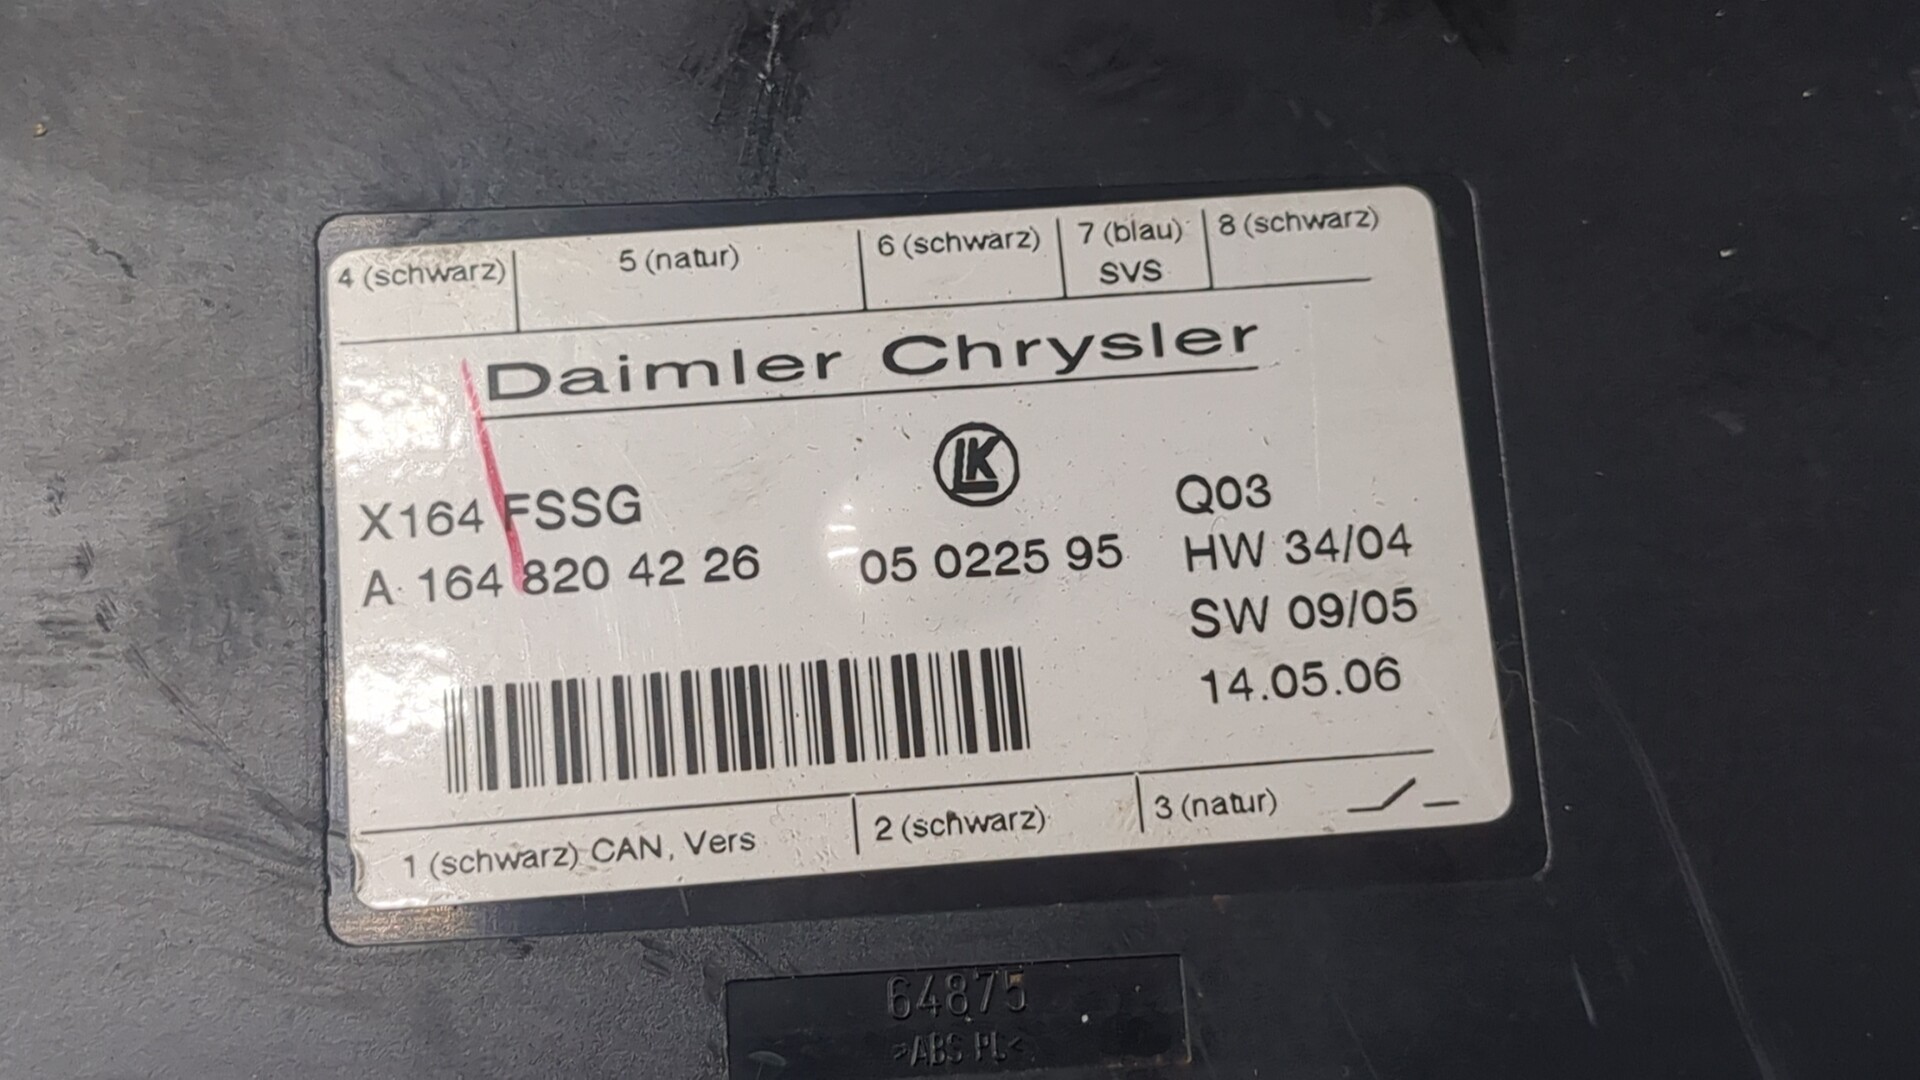 4 (schwarz) 5 (natur) 6 (schwarz) 7 (blau) 8 (schwarz)
SVS
Daimler Chrysler
LK
X164 FSSG Q03
A 164 820 42 26 05 0225 95 HW 34/04
SW 09/05
14.05.06
1 (schwarz) CAN, Vers 2 (schwarz) 3 (natur)
64875
>ABS PC<